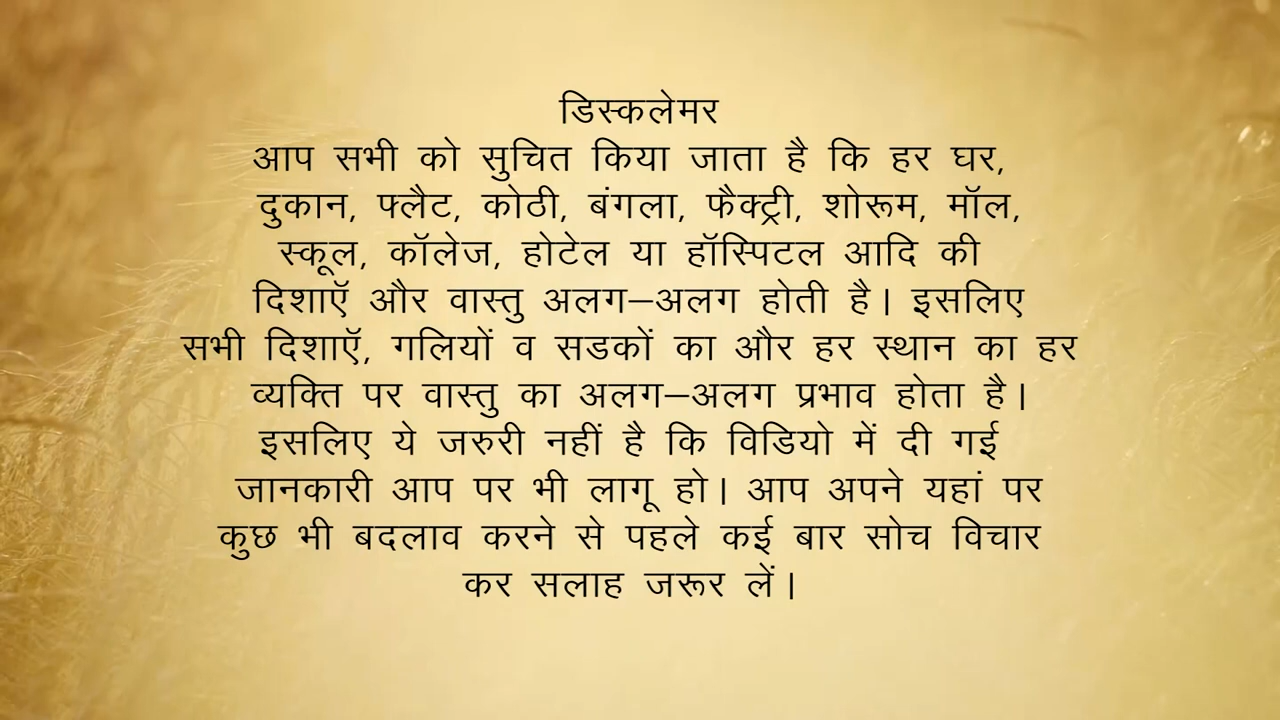 डिस्कलेमर
आप सभी को सुचित किया जाता है कि हर घर,
दुकान, फ्लैट, कोठी, बंगला, फैक्ट्री, शोरूम, मॉल,
स्कूल, कॉलेज, होटेल या हॉस्पिटल आदि की
दिशाऍ और वास्तु अलग–अलग होती है। इसलिए
सभी दिशाऍ, गलियों व सडकों का और हर स्थान का हर
व्यक्ति पर वास्तु का अलग–अलग प्रभाव होता है।
इसलिए ये जरुरी नहीं है कि विडियो में दी गई
जानकारी आप पर भी लागू हो। आप अपने यहां पर
कुछ भी बदलाव करने से पहले कई बार सोच विचार
कर सलाह जरूर लें।